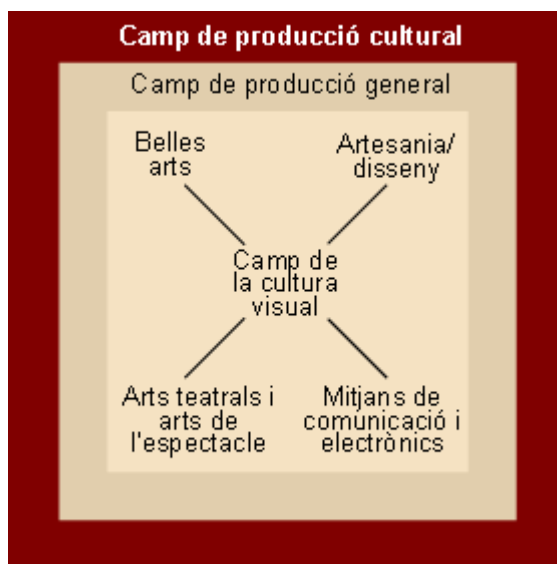 Camp de producció cultural
Camp de producció general
Belles
arts
Artesania/
disseny
Camp de
la cultura
visual
Arts teatrals i
arts de
l'espectacle
Mitjans de
comunicació i
electrònics